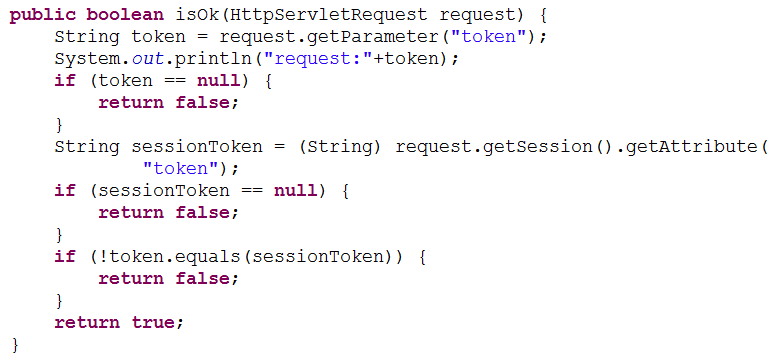 public boolean isOk(HttpServletRequest request) {
    String token = request.getParameter("token");
    System.out.println("request:"+token);
    if (token == null) {
        return false;
    }
    String sessionToken = (String) request.getSession().getAttribute(
            "token");
    if (sessionToken == null) {
        return false;
    }
    if (!token.equals(sessionToken)) {
        return false;
    }
    return true;
}